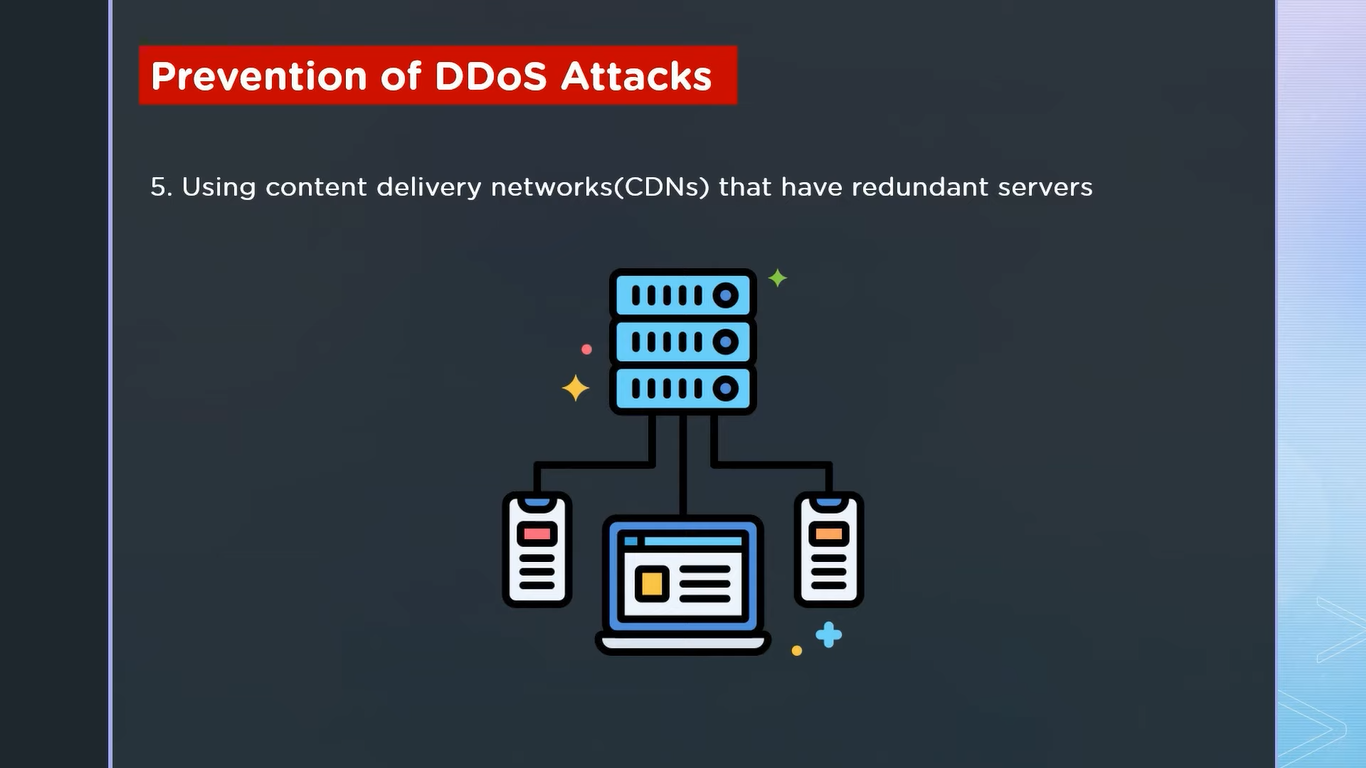 Prevention of DDoS Attacks
5. Using content delivery networks(CDNs) that have redundant servers